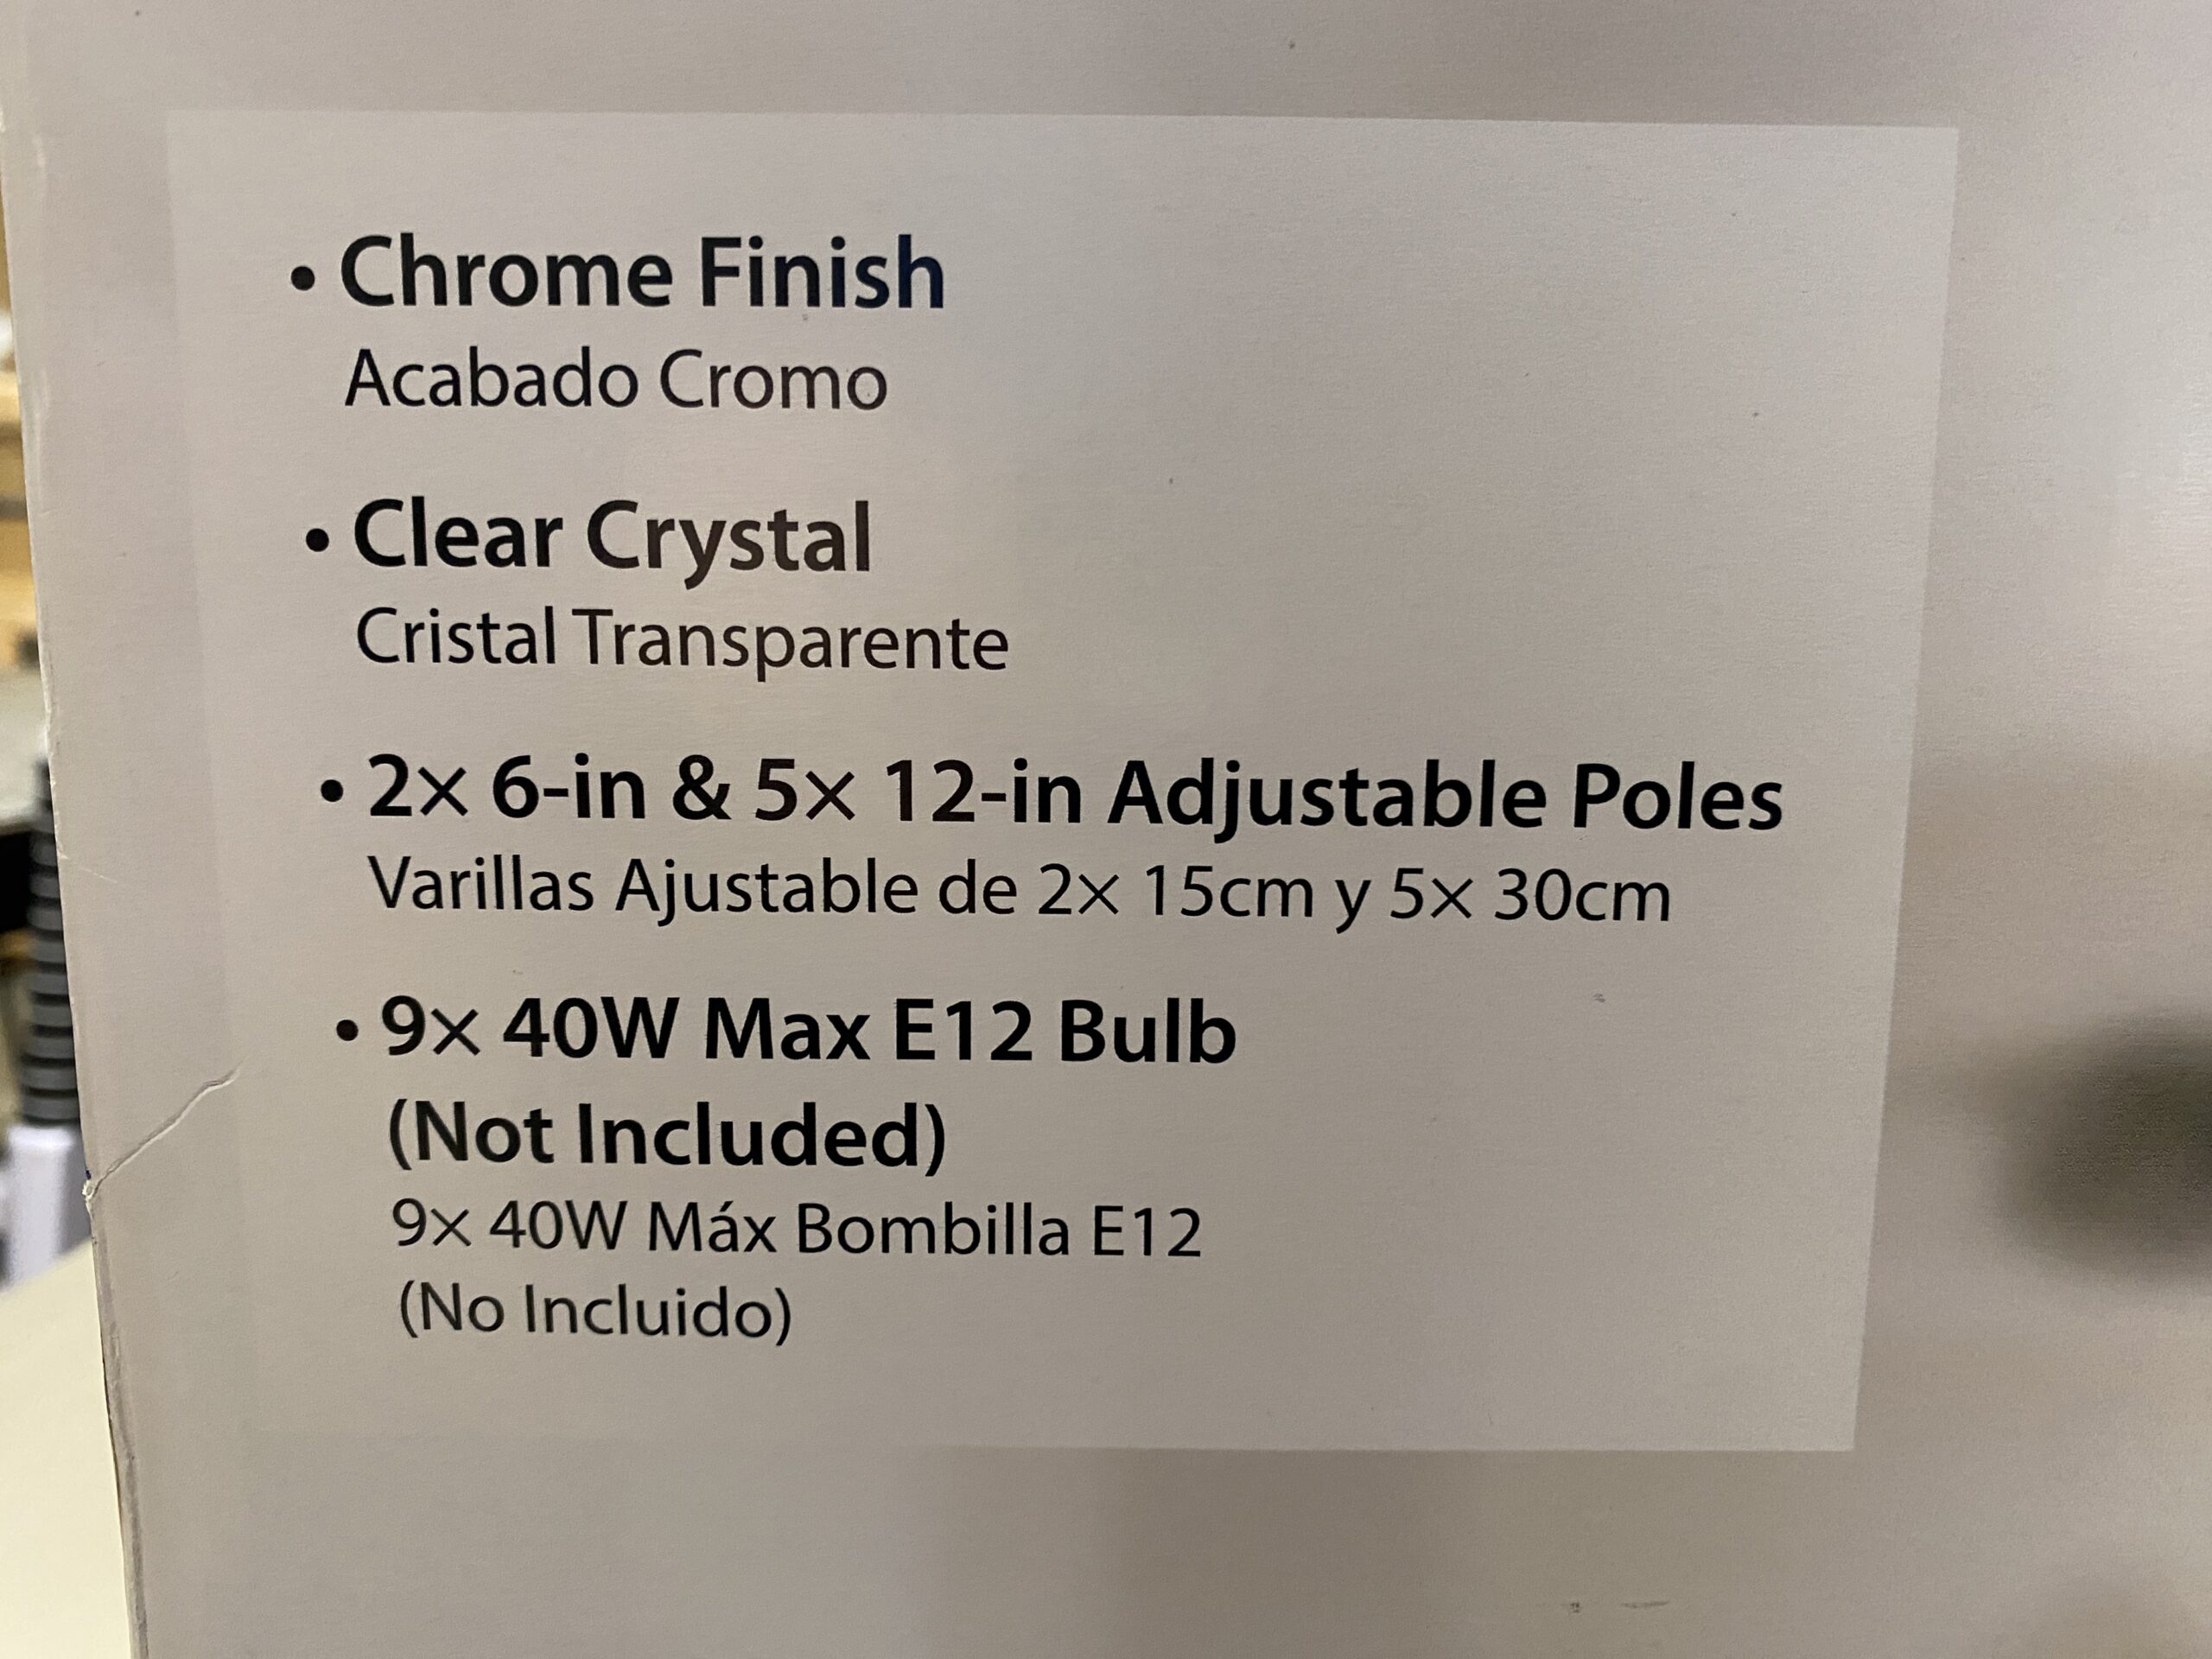 • Chrome Finish
Acabado Cromo
• Clear Crystal
Cristal Transparente
• 2× 6-in & 5× 12-in Adjustable Poles
Varillas Ajustable de 2× 15cm y 5× 30cm
• 9× 40W Max E12 Bulb
(Not Included)
9× 40W Máx Bombilla E12
(No Incluido)